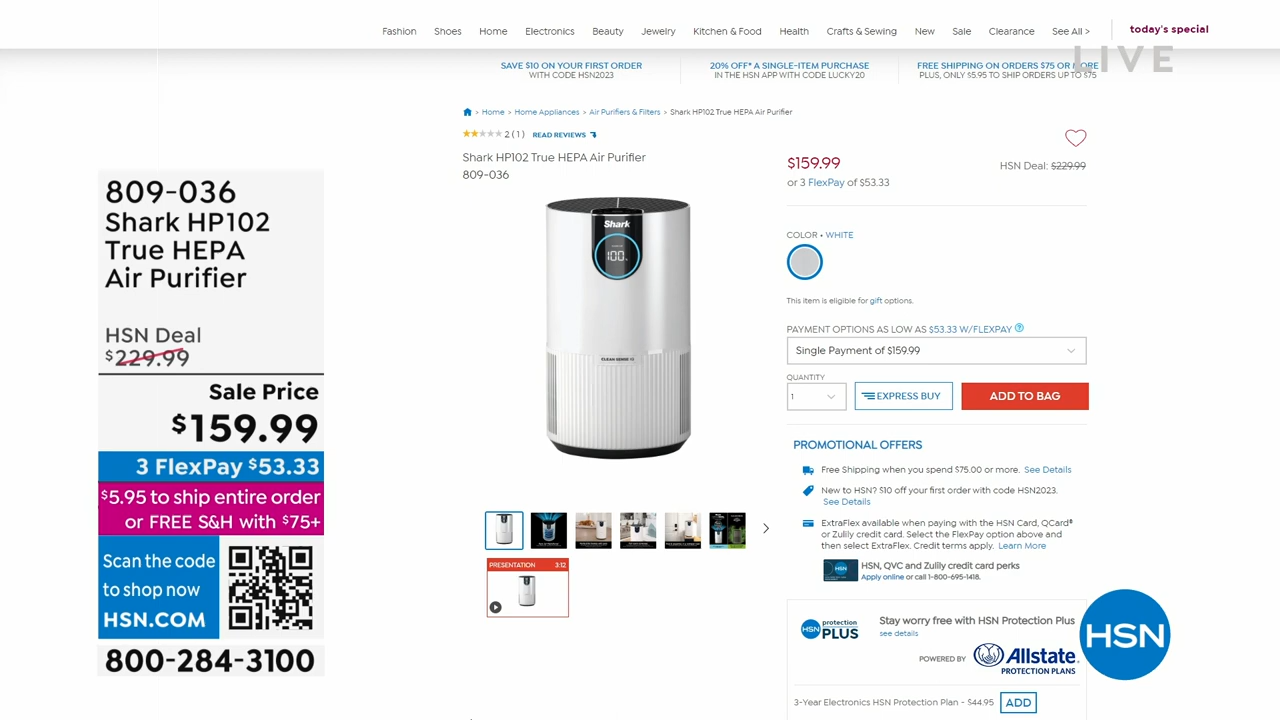 Fashion Shoes Home Electronics Beauty Jewelry Kitchen & Food Health Crafts & Sewing New Sale Clearance See All > today's special
LIVE
SAVE $10 ON YOUR FIRST ORDER
WITH CODE HSN2023
20% OFF* A SINGLE-ITEM PURCHASE
IN THE HSN APP WITH CODE LUCKY20
FREE SHIPPING ON ORDERS $75 OR MORE
PLUS, ONLY $5.95 TO SHIP ORDERS UP TO $75
> Home > Home Appliances > Air Purifiers & Filters > Shark HP102 True HEPA Air Purifier
2 ( 1 ) READ REVIEWS
Shark HP102 True HEPA Air Purifier
809-036
$159.99
HSN Deal: $229.99
or 3 FlexPay of $53.33
COLOR • WHITE
This item is eligible for gift options.
PAYMENT OPTIONS AS LOW AS $53.33 W/FLEXPAY ?
Single Payment of $159.99
QUANTITY
1
EXPRESS BUY
ADD TO BAG
PROMOTIONAL OFFERS
Free Shipping when you spend $75.00 or more. See Details
New to HSN? $10 off your first order with code HSN2023.
See Details
ExtraFlex available when paying with the HSN Card, QCard®
or Zulily credit card. Select the FlexPay option above and
then select ExtraFlex. Credit terms apply. Learn More
HSN
HSN, QVC and Zulily credit card perks
Apply online or call 1-800-695-1418.
HSN protection PLUS
Stay worry free with HSN Protection Plus
see details
POWERED BY Allstate.
PROTECTION PLANS
3-Year Electronics HSN Protection Plan - $44.95 ADD
HSN
Shark
100%
CLEAN SENSE IQ
PRESENTATION 3:12
809-036
Shark HP102
True HEPA
Air Purifier
HSN Deal
$229.99
Sale Price
$159.99
3 FlexPay $53.33
$5.95 to ship entire order
or FREE S&H with $75+
Scan the code
to shop now
HSN.COM
800-284-3100